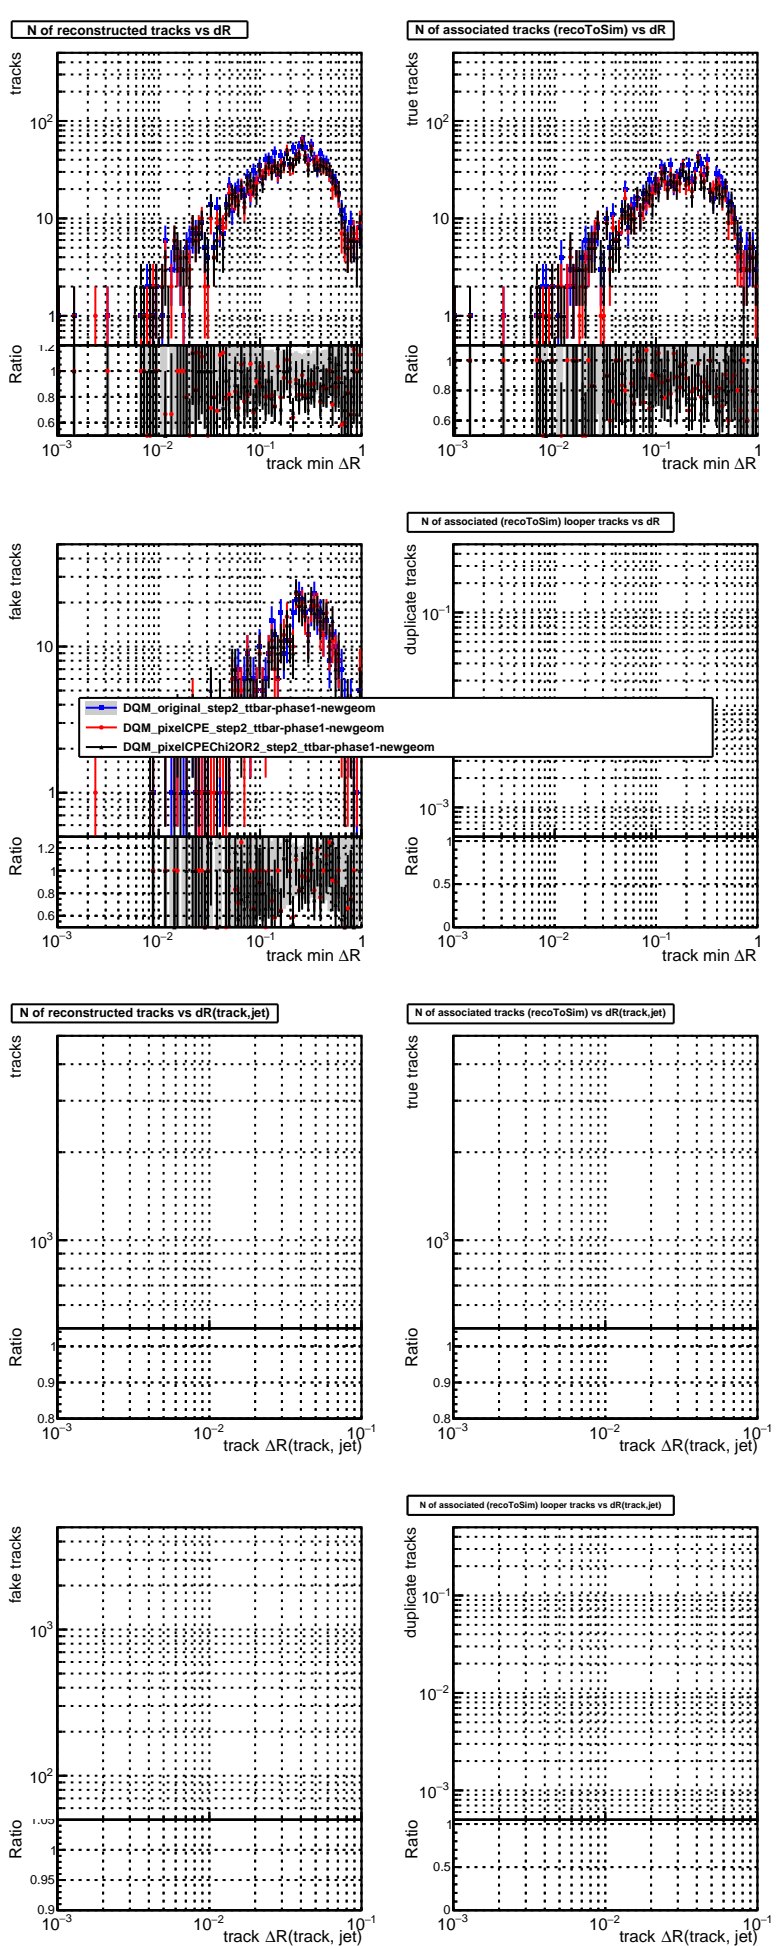 N of reconstructed tracks vs dR
N of associated tracks (recoToSim) vs dR
tracks
10²
10
1
Ratio
1.2
1
0.8
0.6
10⁻³ 10⁻² 10⁻¹ 1
track min ΔR
true tracks
10²
10
1
Ratio
1
0.8
0.6
10⁻³ 10⁻² 10⁻¹ 1
track min ΔR
N of associated (recoToSim) looper tracks vs dR
fake tracks
10
1
Ratio
1.2
1
0.8
0.6
10⁻³ 10⁻² 10⁻¹ 1
track min ΔR
duplicate tracks
10⁻¹
10⁻³
Ratio
1
0.5
0
10⁻³ 10⁻² 10⁻¹ 1
track min ΔR
DQM_original_step2_ttbar-phase1-newgeom
DQM_pixelCPE_step2_ttbar-phase1-newgeom
DQM_pixelCPEChi2OR2_step2_ttbar-phase1-newgeom
N of reconstructed tracks vs dR(track,jet)
N of associated tracks (recoToSim) vs dR(track,jet)
tracks
10³
Ratio
1
0.9
0.8
10⁻³ 10⁻² 10⁻¹
track ΔR(track, jet)
true tracks
10³
Ratio
1
0.9
0.8
10⁻³ 10⁻² 10⁻¹
track ΔR(track, jet)
N of associated (recoToSim) looper tracks vs dR(track,jet)
fake tracks
10³
10²
Ratio
1.05
1
0.95
0.9
10⁻³ 10⁻² 10⁻¹
track ΔR(track, jet)
duplicate tracks
10⁻¹
10⁻²
10⁻³
Ratio
1
0.5
0
10⁻³ 10⁻² 10⁻¹
track ΔR(track, jet)